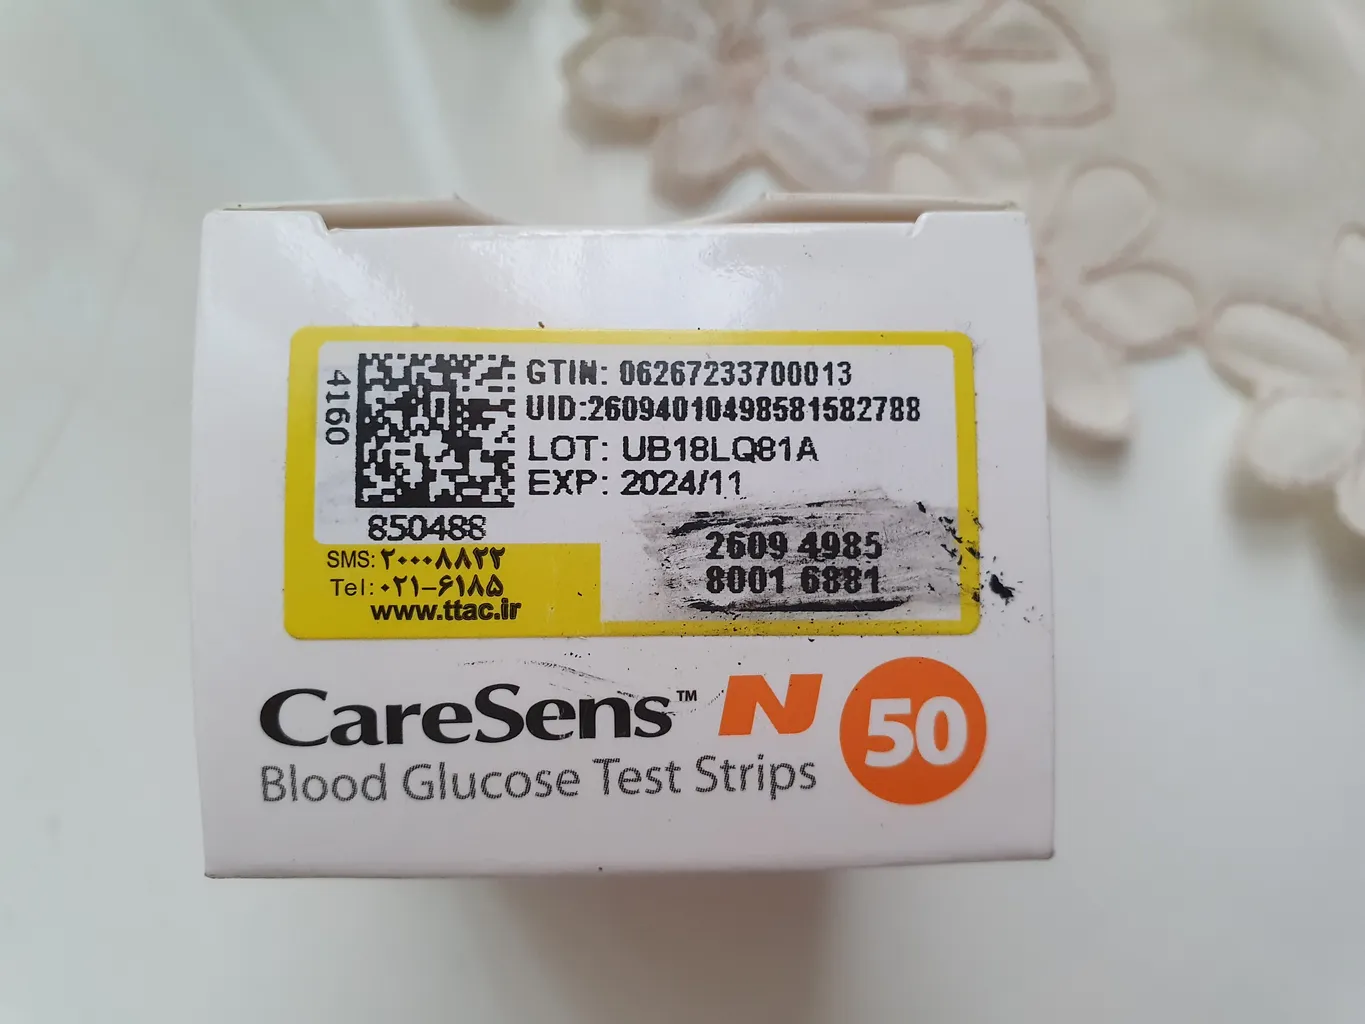 4160
GTIN: 06267233700013
UID:26094010498581582788
LOT: UB18LQ81A
EXP: 2024/11
850488
SMS:۲۰۰۰۸۸۲۲
Tel:۰۲۱-۶۱۸۵
www.ttac.ir
2609 4985
8001 6881
CareSens™ N 50
Blood Glucose Test Strips